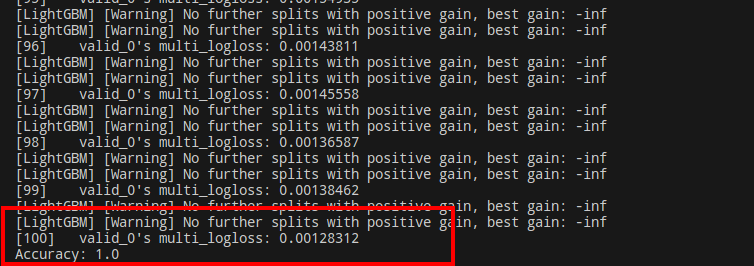 [LightGBM] [Warning] No further splits with positive gain, best gain: -inf
[LightGBM] [Warning] No further splits with positive gain, best gain: -inf
[96]    valid_0's multi_logloss: 0.00143811
[LightGBM] [Warning] No further splits with positive gain, best gain: -inf
[LightGBM] [Warning] No further splits with positive gain, best gain: -inf
[97]    valid_0's multi_logloss: 0.00145558
[LightGBM] [Warning] No further splits with positive gain, best gain: -inf
[LightGBM] [Warning] No further splits with positive gain, best gain: -inf
[98]    valid_0's multi_logloss: 0.00136587
[LightGBM] [Warning] No further splits with positive gain, best gain: -inf
[LightGBM] [Warning] No further splits with positive gain, best gain: -inf
[99]    valid_0's multi_logloss: 0.00138462
[LightGBM] [Warning] No further splits with positive gain, best gain: -inf
[LightGBM] [Warning] No further splits with positive gain, best gain: -inf
[100]   valid_0's multi_logloss: 0.00128312
Accuracy: 1.0